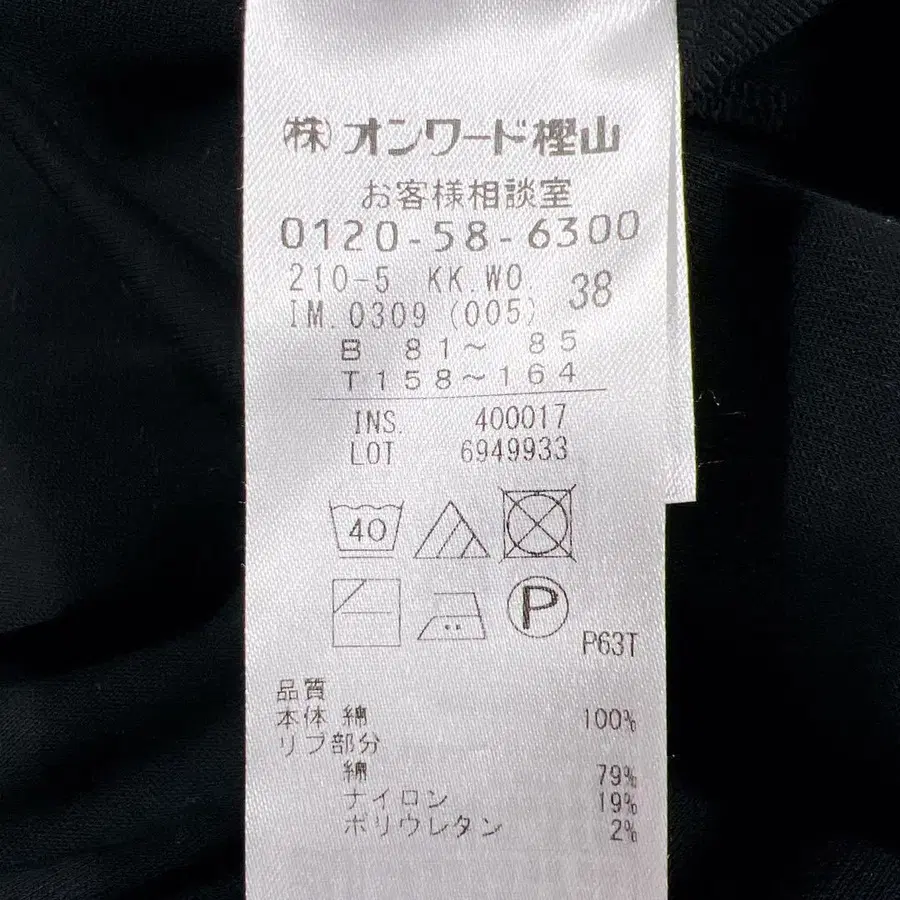 (株)オンワード樫山
お客様相談室
0120-58-6300
210-5 KK.WO 38
IM.0309 (005)
B 81～ 85
T158～164
INS. 400017
LOT 6949933
40
P
P63T
品質
本体 綿 100%
リブ部分
綿 79%
ナイロン 19%
ポリウレタン 2%